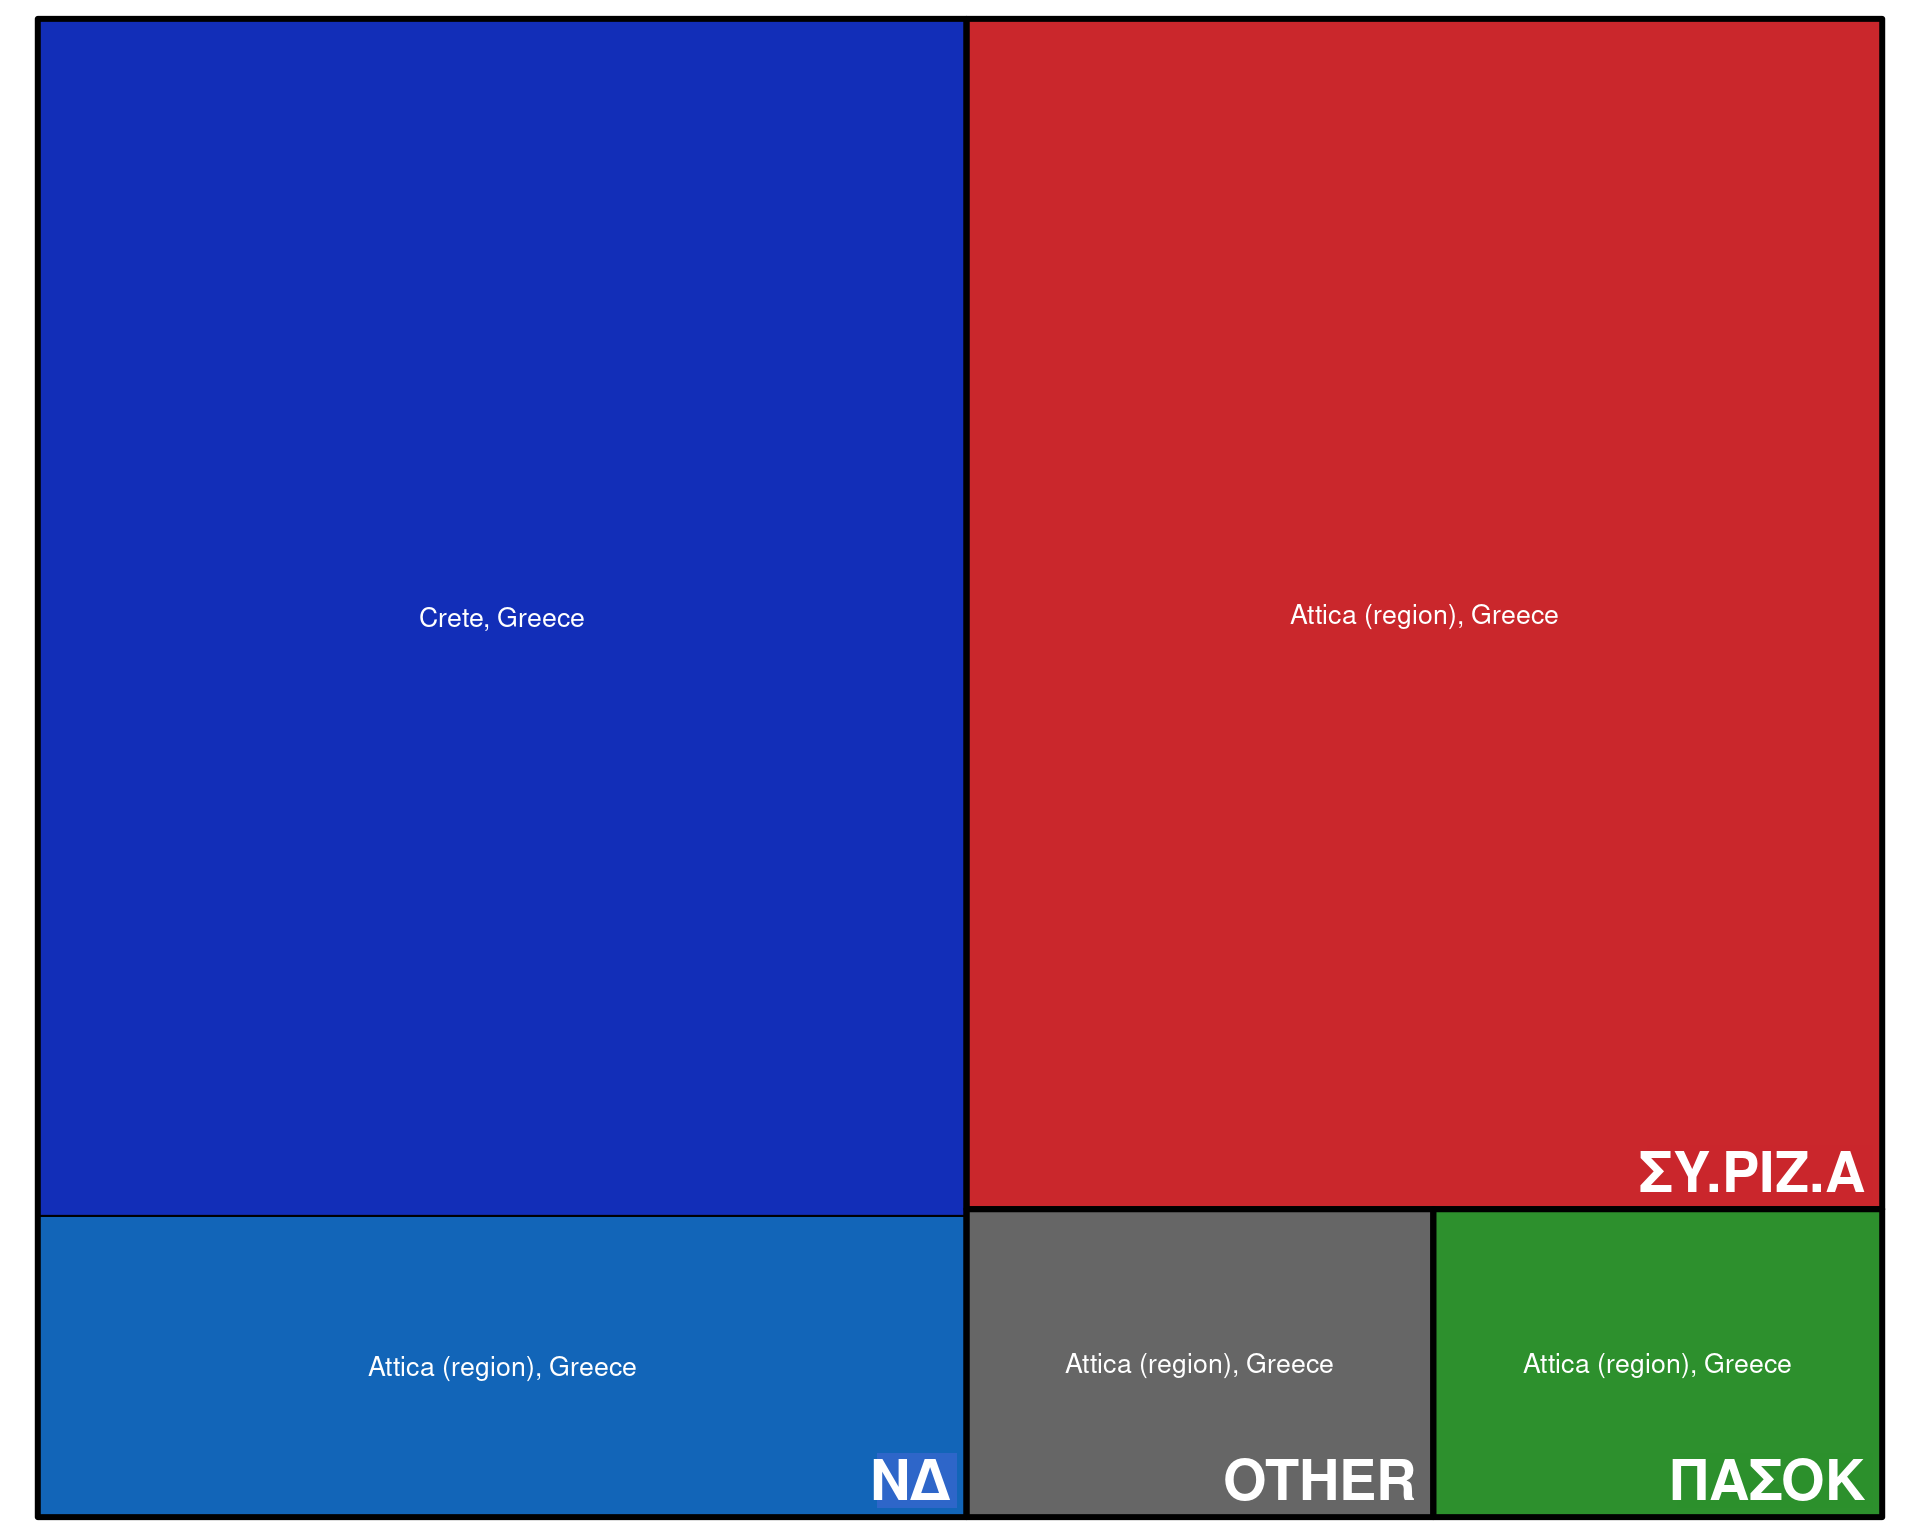 Crete, Greece
Attica (region), Greece
ΣΥ.ΡΙΖ.Α
Attica (region), Greece
ΝΔ
Attica (region), Greece
OTHER
Attica (region), Greece
ΠΑΣΟΚ